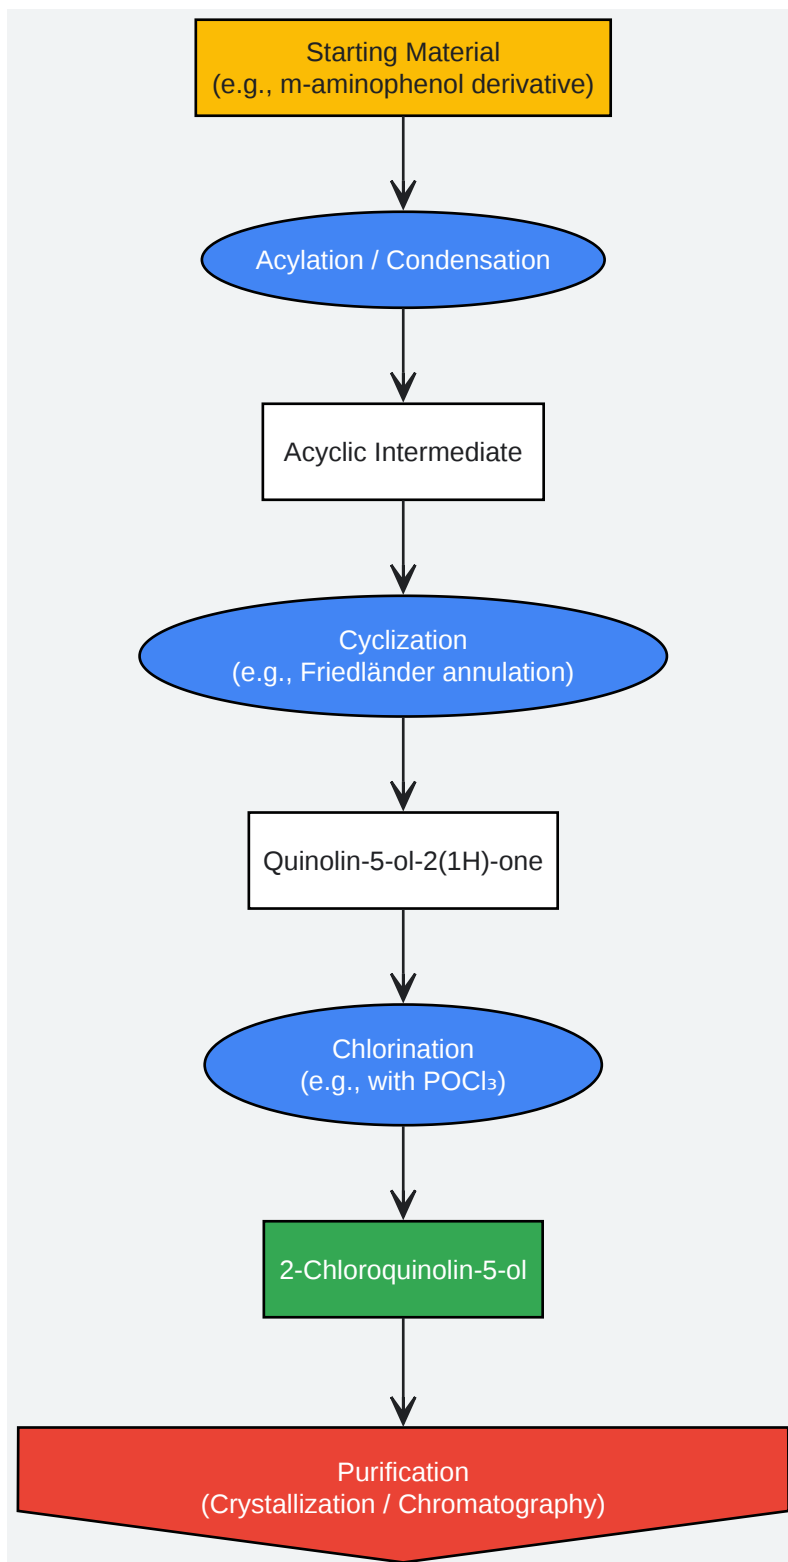 Starting Material
(e.g., m-aminophenol derivative)
Acylation / Condensation
Acyclic Intermediate
Cyclization
(e.g., Friedländer annulation)
Quinolin-5-ol-2(1H)-one
Chlorination
(e.g., with POCl₃)
2-Chloroquinolin-5-ol
Purification
(Crystallization / Chromatography)